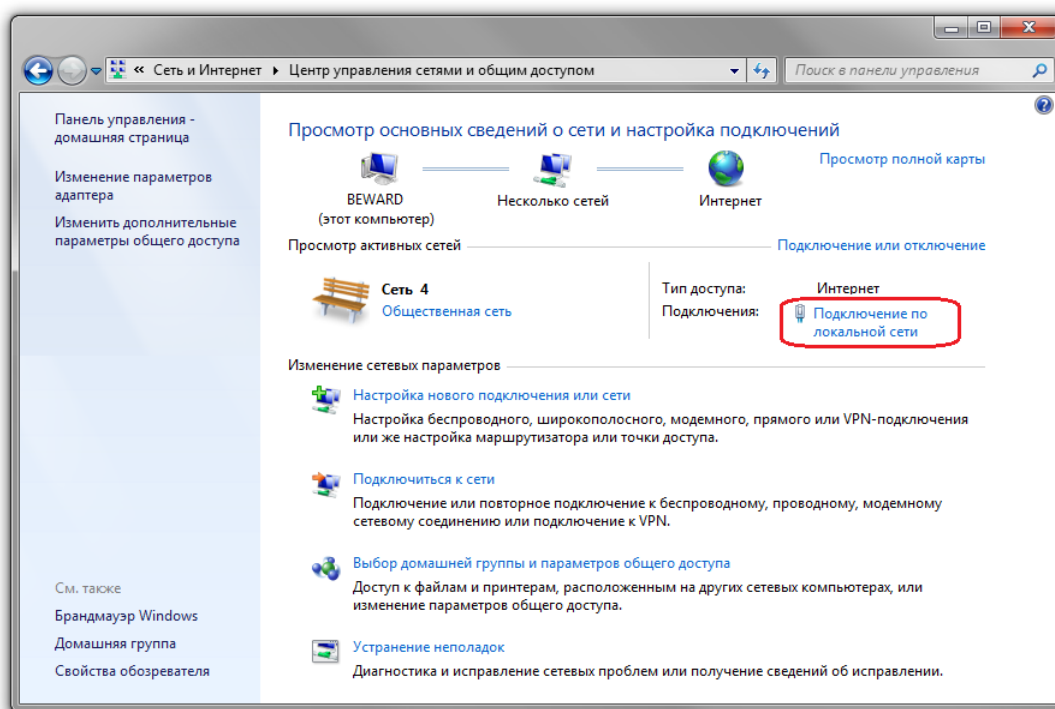 « Сеть и Интернет ▸ Центр управления сетями и общим доступом
Поиск в панели управления
Панель управления -
домашняя страница
Изменение параметров
адаптера
Изменить дополнительные
параметры общего доступа
См. также
Брандмауэр Windows
Домашняя группа
Свойства обозревателя
Просмотр основных сведений о сети и настройка подключений
Просмотр полной карты
BEWARD
(этот компьютер)
Несколько сетей
Интернет
Просмотр активных сетей
Подключение или отключение
Сеть 4
Общественная сеть
Тип доступа: Интернет
Подключения: Подключение по
локальной сети
Изменение сетевых параметров
Настройка нового подключения или сети
Настройка беспроводного, широкополосного, модемного, прямого или VPN-подключения
или же настройка маршрутизатора или точки доступа.
Подключиться к сети
Подключение или повторное подключение к беспроводному, проводному, модемному
сетевому соединению или подключение к VPN.
Выбор домашней группы и параметров общего доступа
Доступ к файлам и принтерам, расположенным на других сетевых компьютерах, или
изменение параметров общего доступа.
Устранение неполадок
Диагностика и исправление сетевых проблем или получение сведений об исправлении.